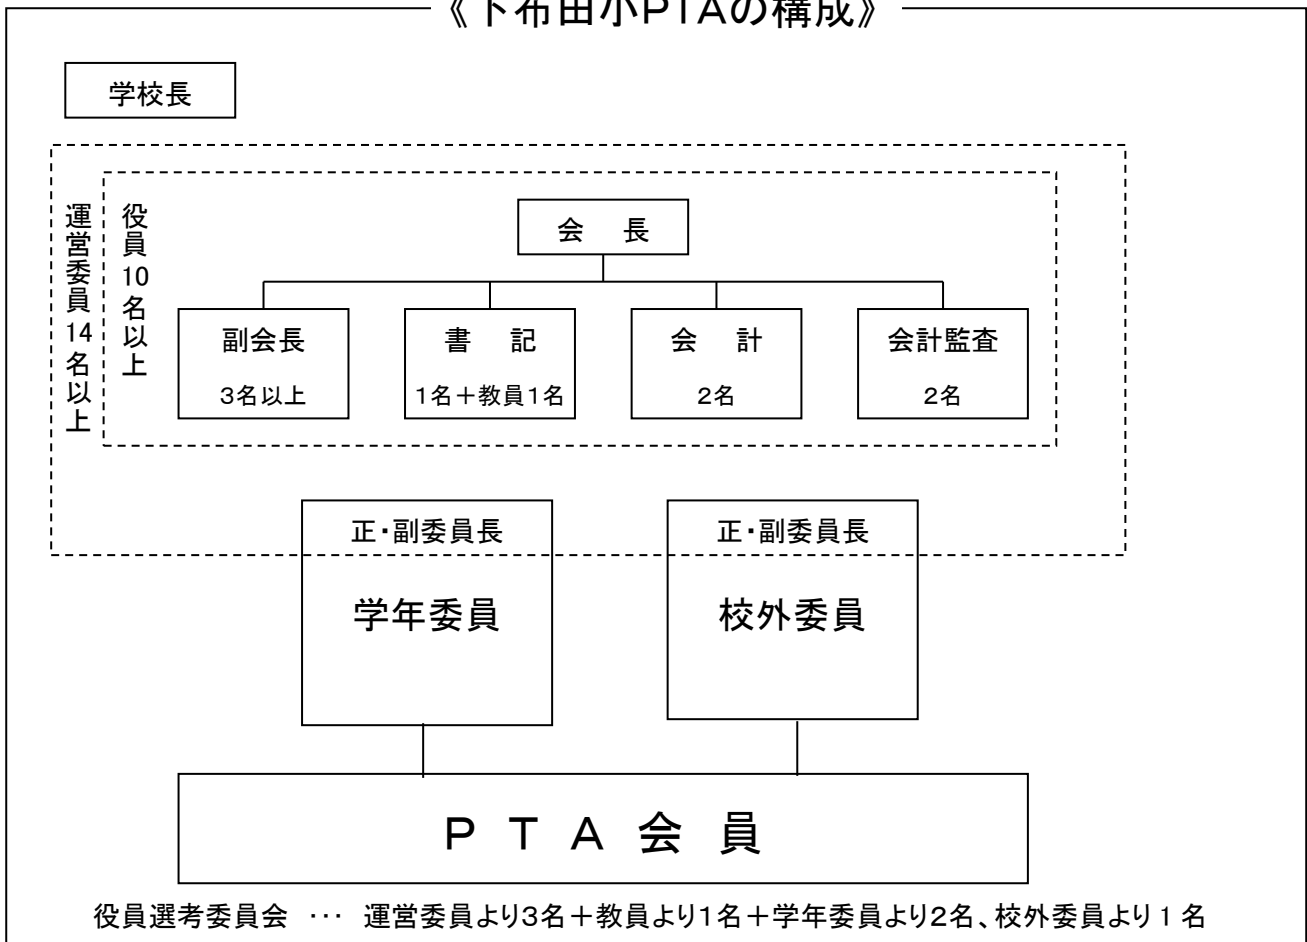 《下布田小PTAの構成》
学校長
運営委員14名以上
役員10名以上
会　長
副会長
3名以上
書　記
1名＋教員1名
会　計
2名
会計監査
2名
正・副委員長
学年委員
正・副委員長
校外委員
ＰＴＡ会員
役員選考委員会 … 運営委員より3名＋教員より1名＋学年委員より2名、校外委員より1名